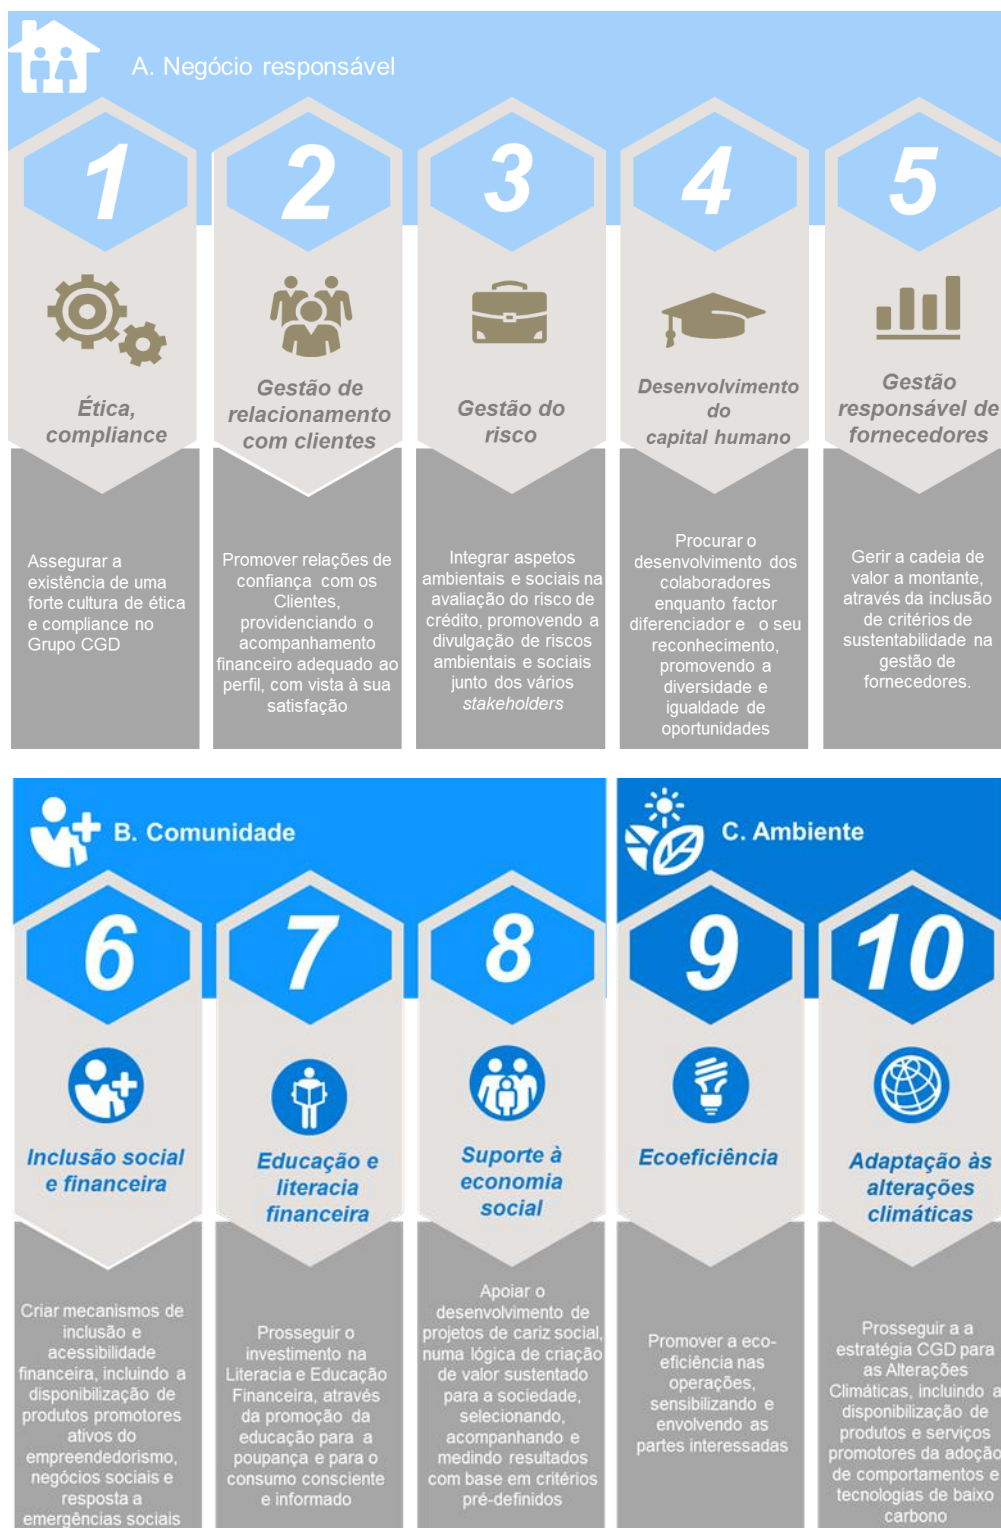 A. Negócio responsável
1
2
3
4
5
Ética,
compliance
Gestão de
relacionamento
com clientes
Gestão do
risco
Desenvolvimento
do
capital humano
Gestão
responsável de
fornecedores
Assegurar a
existência de uma
forte cultura de ética
e compliance no
Grupo CGD
Promover relações de
confiança com os
Clientes,
providenciando o
acompanhamento
financeiro adequado ao
perfil, com vista à sua
satisfação
Integrar aspetos
ambientais e sociais na
avaliação do risco de
crédito, promovendo a
divulgação de riscos
ambientais e sociais
junto dos vários
stakeholders
Procurar o
desenvolvimento dos
colaboradores
enquanto factor
diferenciador e o seu
reconhecimento,
promovendo a
diversidade e
igualdade de
oportunidades
Gerir a cadeia de
valor a montante,
através da inclusão
de critérios de
sustentabilidade na
gestão de
fornecedores.
B. Comunidade
C. Ambiente
6
7
8
9
10
Inclusão social
e financeira
Educação e
literacia
financeira
Suporte à
economia
social
Ecoeficiência
Adaptação às
alterações
climáticas
Criar mecanismos de
inclusão e
acessibilidade
financeira, incluindo a
disponibilização de
produtos promotores
ativos do
empreendedorismo,
negócios sociais e
resposta a
emergências sociais
Prosseguir o
investimento na
Literacia e Educação
Financeira, através
da promoção da
educação para a
poupança e para o
consumo consciente
e informado
Apoiar o
desenvolvimento de
projetos de cariz social,
numa lógica de criação
de valor sustentado
para a sociedade,
selecionando,
acompanhando e
medindo resultados
com base em critérios
pré-definidos
Promover a eco-
eficiência nas
operações,
sensibilizando e
envolvendo as
partes interessadas
Prosseguir a a
estratégia CGD para
as Alterações
Climáticas, incluindo a
disponibilização de
produtos e serviços
promotores da adoção
de comportamentos e
tecnologias de baixo
carbono